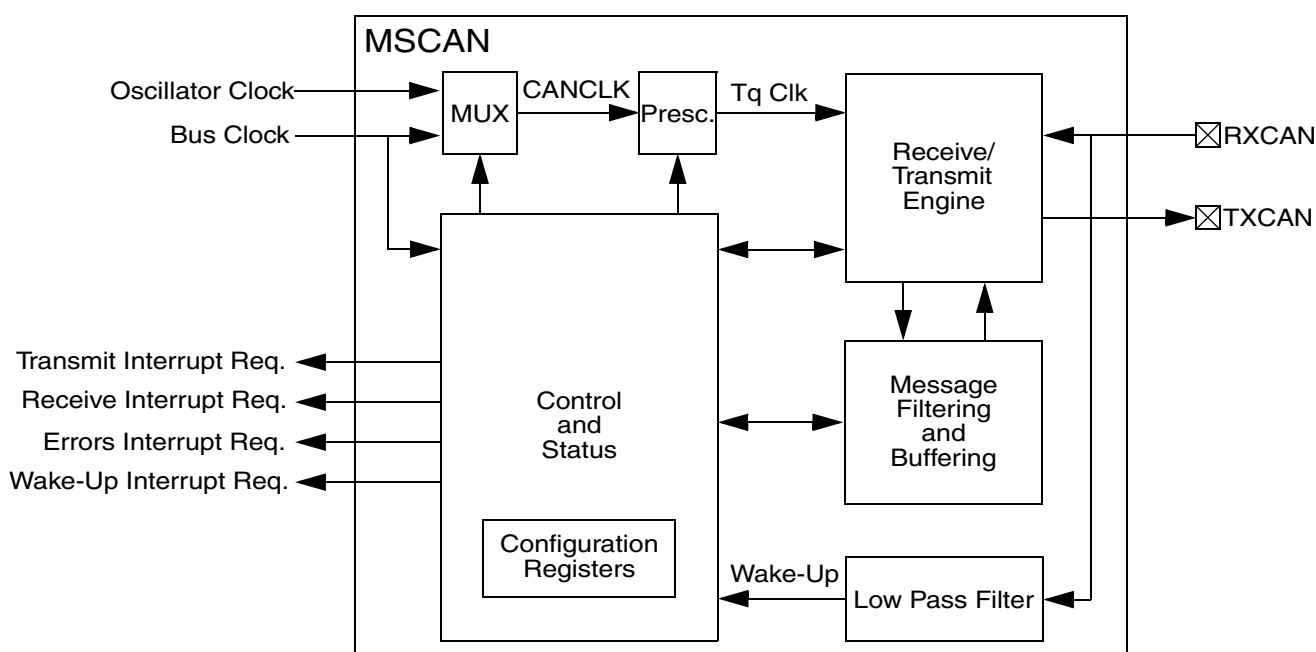 MSCAN
Oscillator Clock
Bus Clock
MUX
CANCLK
Presc.
Tq Clk
Receive/
Transmit
Engine
RXCAN
TXCAN
Transmit Interrupt Req.
Receive Interrupt Req.
Errors Interrupt Req.
Wake-Up Interrupt Req.
Control
and
Status
Message
Filtering
and
Buffering
Configuration
Registers
Wake-Up
Low Pass Filter